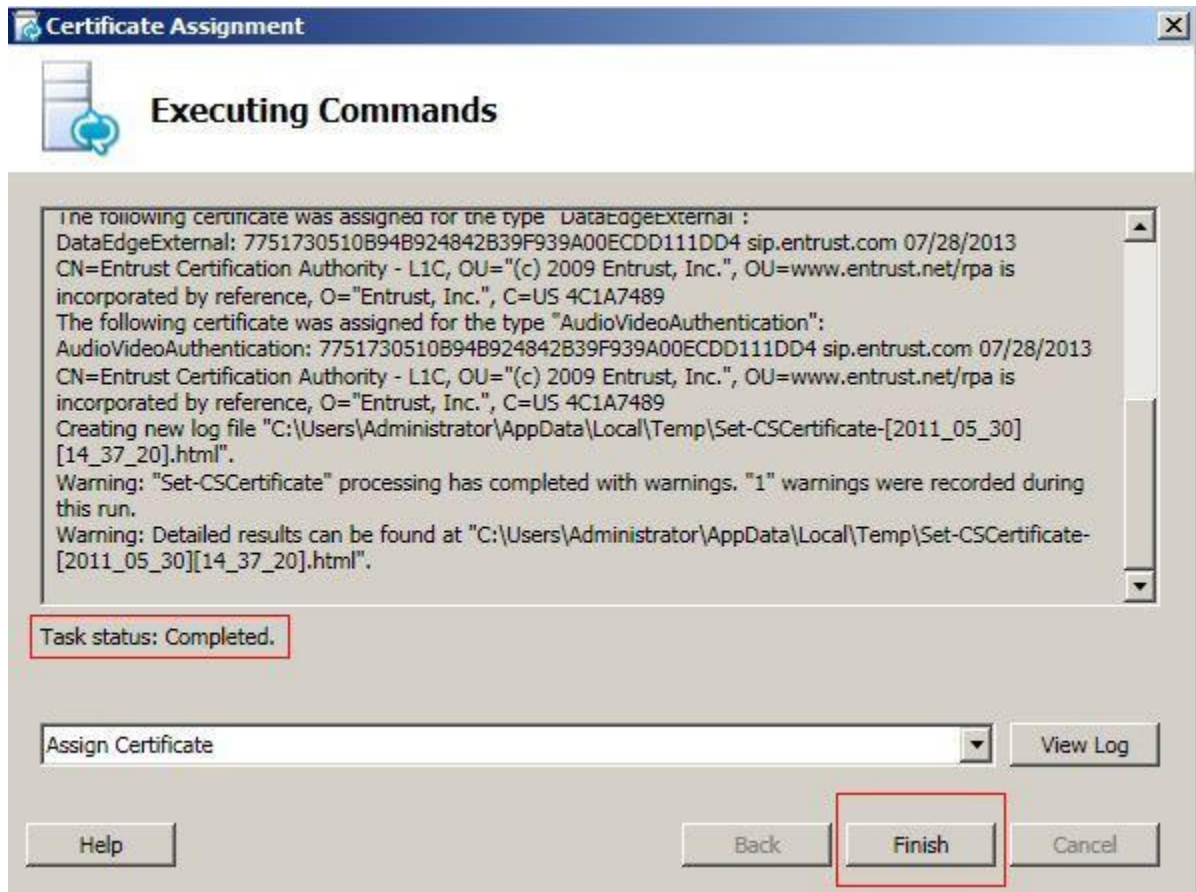 Certificate Assignment
Executing Commands
The following certificate was assigned for the type "DataEdgeExternal":
DataEdgeExternal: 7751730510B94B924842B39F939A00ECDD111DD4 sip.entrust.com 07/28/2013
CN=Entrust Certification Authority - L1C, OU="(c) 2009 Entrust, Inc.", OU=www.entrust.net/rpa is
incorporated by reference, O="Entrust, Inc.", C=US 4C1A7489
The following certificate was assigned for the type "AudioVideoAuthentication":
AudioVideoAuthentication: 7751730510B94B924842B39F939A00ECDD111DD4 sip.entrust.com 07/28/2013
CN=Entrust Certification Authority - L1C, OU="(c) 2009 Entrust, Inc.", OU=www.entrust.net/rpa is
incorporated by reference, O="Entrust, Inc.", C=US 4C1A7489
Creating new log file "C:\Users\Administrator\AppData\Local\Temp\Set-CSCertificate-[2011_05_30]
[14_37_20].html".
Warning: "Set-CSCertificate" processing has completed with warnings. "1" warnings were recorded during
this run.
Warning: Detailed results can be found at "C:\Users\Administrator\AppData\Local\Temp\Set-CSCertificate-
[2011_05_30][14_37_20].html".
Task status: Completed.
Assign Certificate
View Log
Help
Back
Finish
Cancel